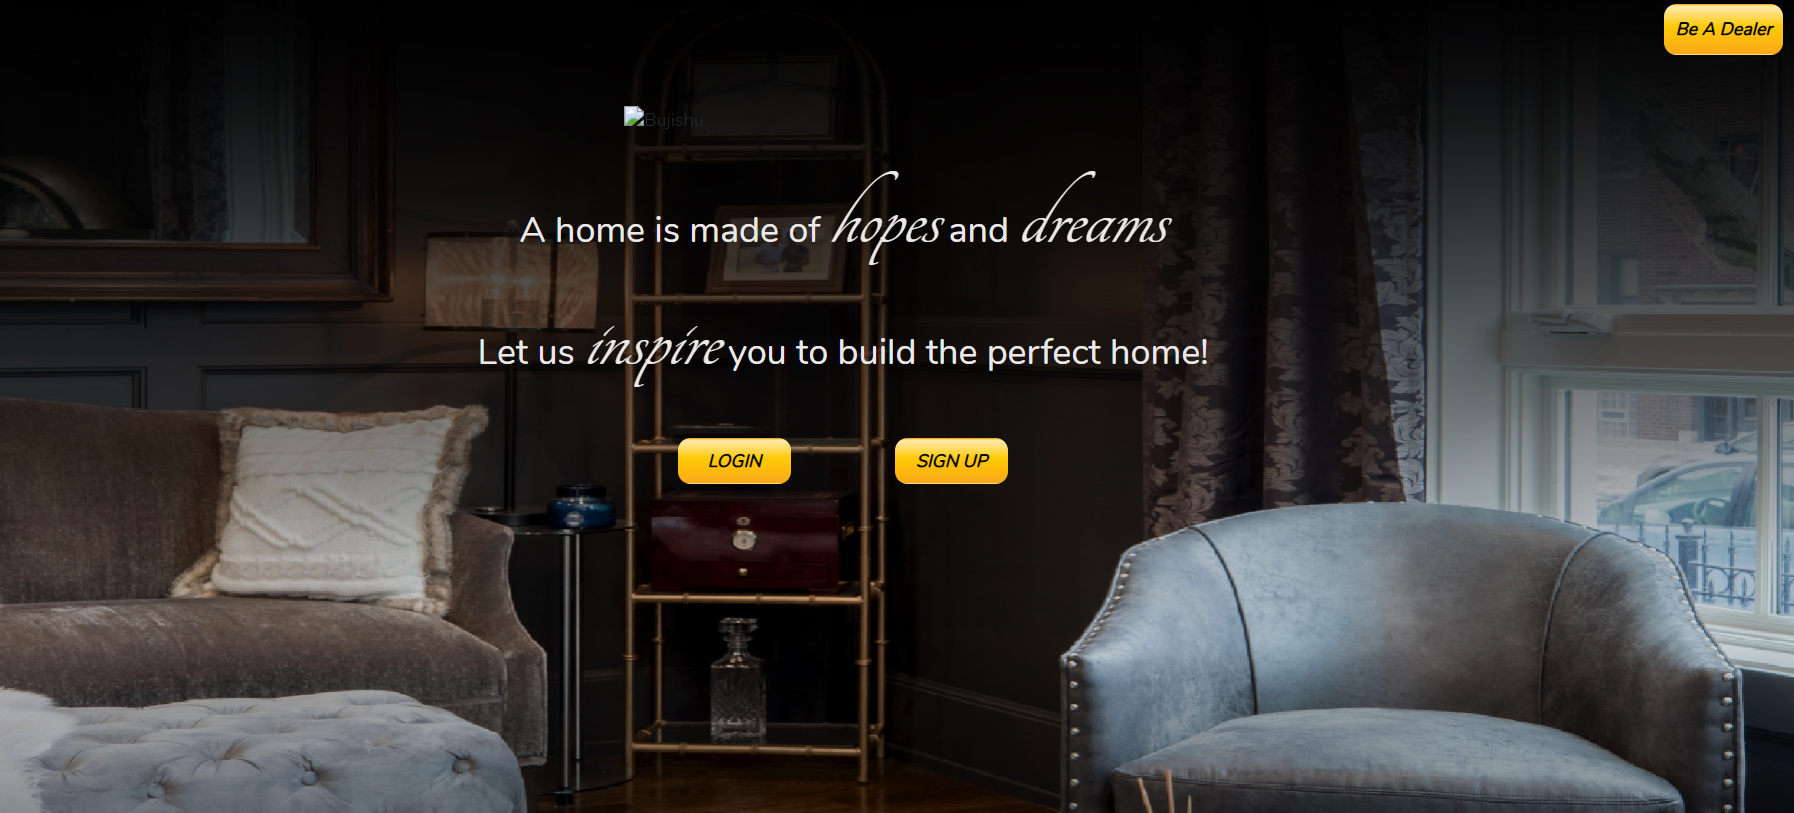 Be A Dealer
Bujishu
A home is made of hopes and dreams
Let us inspire you to build the perfect home!
LOGIN
SIGN UP